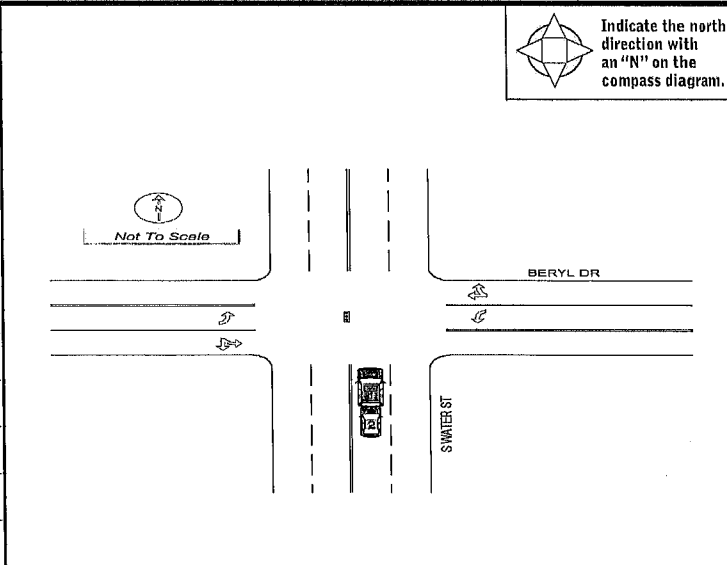 Indicate the north
direction with
an “N” on the
compass diagram.
N
Not To Scale
BERYL DR
S WATER ST
2